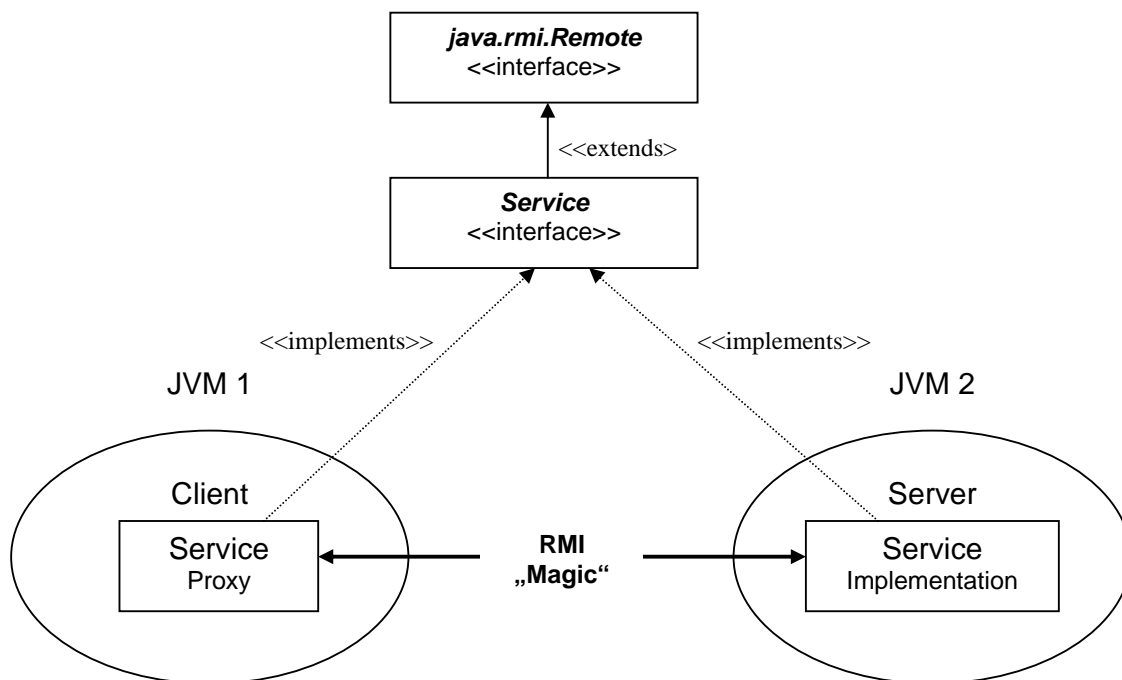 java.rmi.Remote
<<interface>>
<<extends>
Service
<<interface>>
<<implements>>
<<implements>>
JVM 1
JVM 2
Client
Server
Service
Proxy
RMI
„Magic“
Service
Implementation